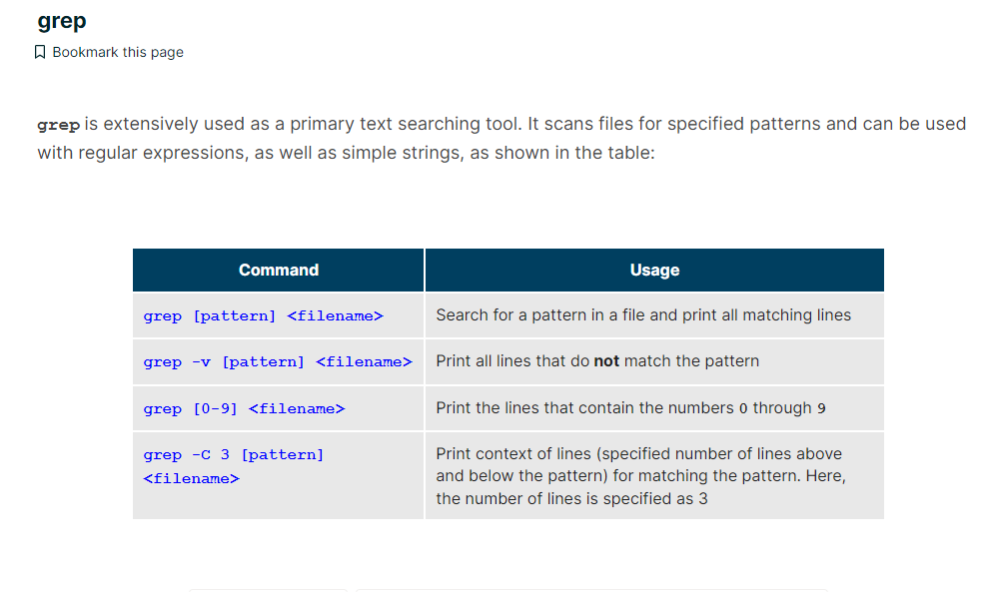 grep
Bookmark this page
grep is extensively used as a primary text searching tool. It scans files for specified patterns and can be used
with regular expressions, as well as simple strings, as shown in the table:
Command Usage
grep [pattern] <filename> Search for a pattern in a file and print all matching lines
grep -v [pattern] <filename> Print all lines that do not match the pattern
grep [0-9] <filename> Print the lines that contain the numbers 0 through 9
grep -C 3 [pattern]
<filename>
Print context of lines (specified number of lines above
and below the pattern) for matching the pattern. Here,
the number of lines is specified as 3